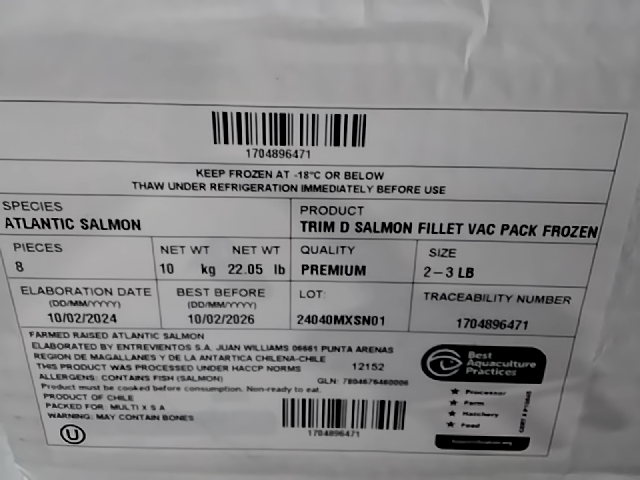 1704896471
KEEP FROZEN AT -18°C OR BELOW
THAW UNDER REFRIGERATION IMMEDIATELY BEFORE USE
SPECIES
ATLANTIC SALMON
PRODUCT
TRIM D SALMON FILLET VAC PACK FROZEN
PIECES
8
NET WT NET WT
10 kg 22.05 lb
QUALITY
PREMIUM
SIZE
2-3 LB
ELABORATION DATE
(DD/MM/YYYY)
10/02/2024
BEST BEFORE
(DD/MM/YYYY)
10/02/2026
LOT:
24040MXSN01
TRACEABILITY NUMBER
1704896471
FARMED RAISED ATLANTIC SALMON
ELABORATED BY ENTREVIENTOS S.A. JUAN WILLIAMS 06661 PUNTA ARENAS
REGION DE MAGALLANES Y DE LA ANTARTICA CHILENA-CHILE
THIS PRODUCT WAS PROCESSED UNDER HACCP NORMS 12152
ALLERGENS: CONTAINS FISH (SALMON)
GLN: 7804676460006
Product must be cooked before consumption. Non-ready to eat.
PRODUCT OF CHILE
PACKED FOR: MULTI X S A
WARNING: MAY CONTAIN BONES
U
1704896471
Best
Aquaculture
Practices
★ Processor
★ Farm
★ Hatchery
★ Feed